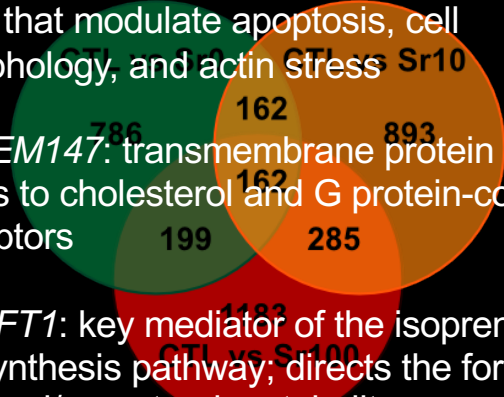 that modulate apoptosis, cell
phology, and actin stress
CTL vs Sr0
CTL vs Sr10
162
786
893
EM147: transmembrane protein
162
s to cholesterol and G protein-co
ptors
199
285
1183
FT1: key mediator of the isopren
CTL vs Sr100
ynthesis pathway; directs the for